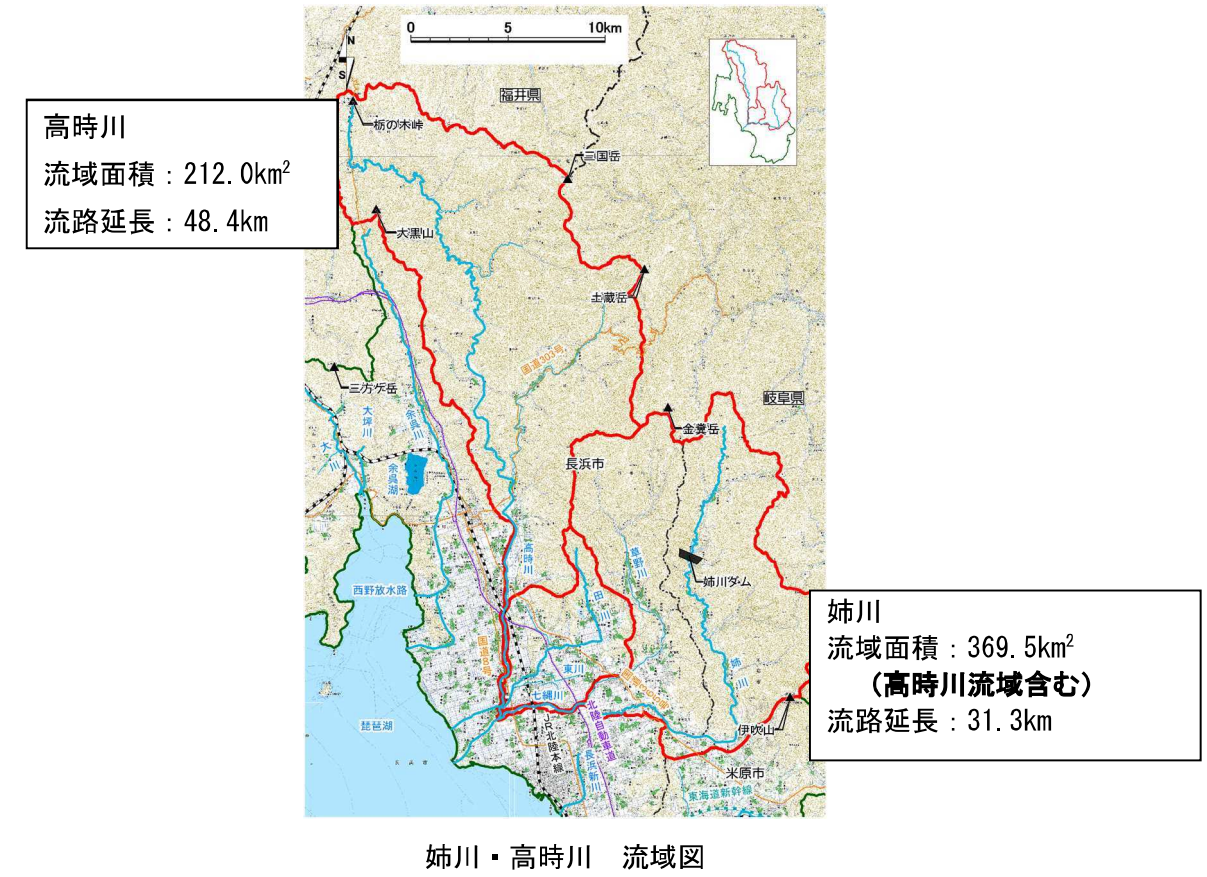 0 5 10km
N
S
福井県
高時川
流域面積：212.0km²
流路延長：48.4km
栃の木峠
三国岳
大黒山
土蔵岳
国道303号
三方ケ岳
岐阜県
大坪川
余呉川
大川
金糞岳
余呉湖
長浜市
高時川
草野川
姉川ダム
西野放水路
田川
姉川
流域面積：369.5km²
（高時川流域含む）
流路延長：31.3km
国道8号
東川
姉川
七縄川
琵琶湖
北陸自動車道
JR北陸本線
長浜新川
伊吹山
米原市
東海道新幹線
姉川・高時川　流域図